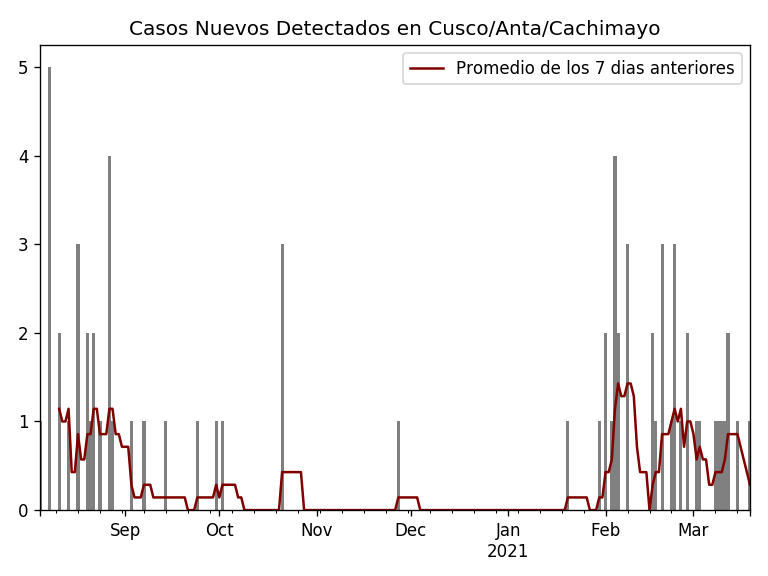 Casos Nuevos Detectados en Cusco/Anta/Cachimayo
Promedio de los 7 dias anteriores
5
4
3
2
1
0
Sep Oct Nov Dec Jan Feb Mar
2021